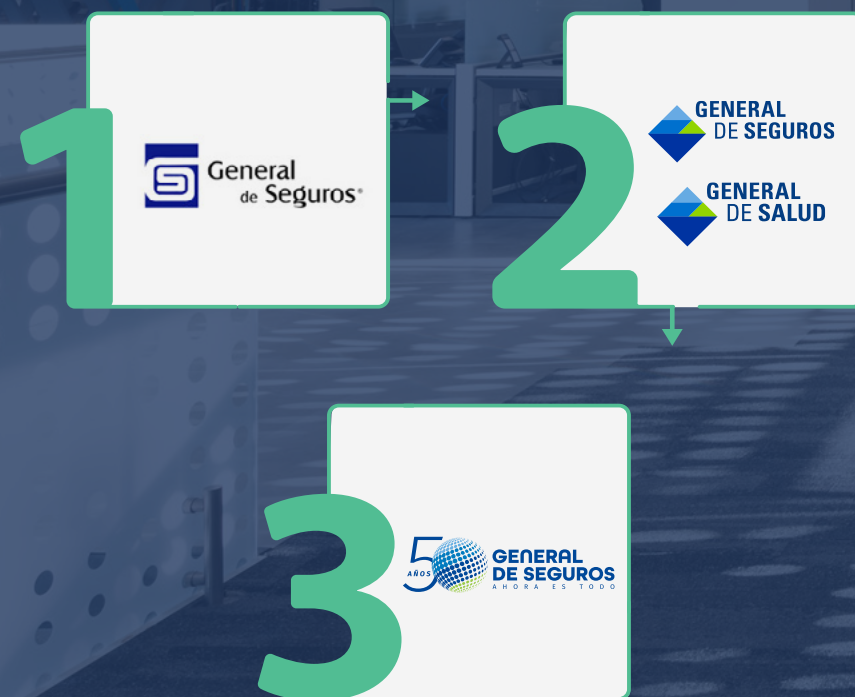 1
General
de Seguros®
2
GENERAL
DE SEGUROS
GENERAL
DE SALUD
3
50
AÑOS
GENERAL
DE SEGUROS
AHORA ES TODO